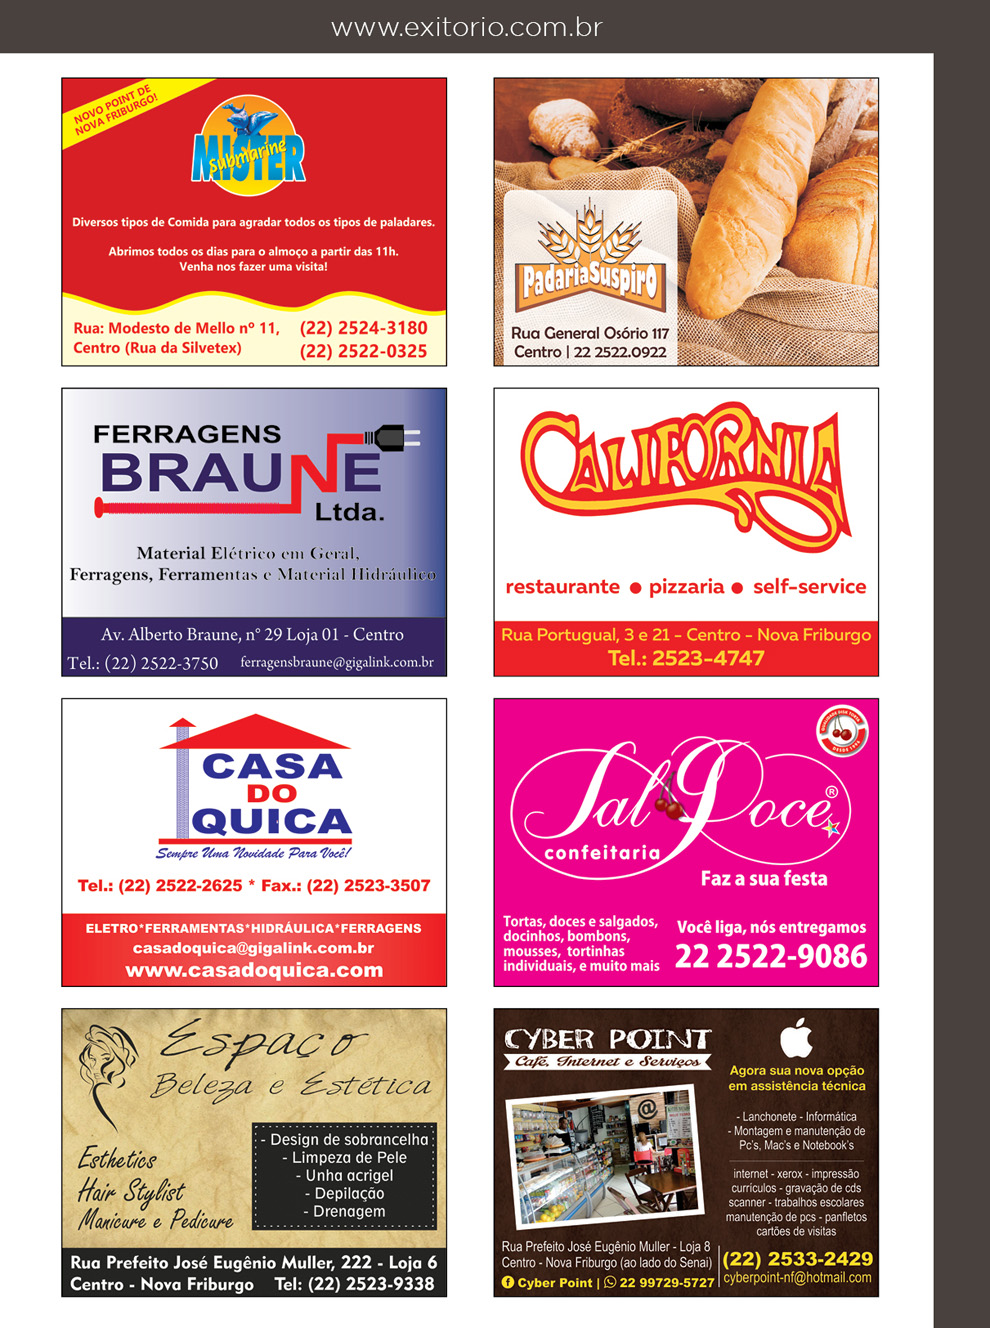 www.exitorio.com.br
NOVO POINT DE
NOVA FRIBURGO!
MISTER
Submarine
Diversos tipos de Comida para agradar todos os tipos de paladares.
Abrimos todos os dias para o almoço a partir das 11h.
Venha nos fazer uma visita!
Rua: Modesto de Mello nº 11,
Centro (Rua da Silvetex)
(22) 2524-3180
(22) 2522-0325
PadariaSuspirO
Rua General Osório 117
Centro | 22 2522.0922
FERRAGENS
BRAUNE
Ltda.
Material Elétrico em Geral,
Ferragens, Ferramentas e Material Hidráulico
Av. Alberto Braune, n° 29 Loja 01 - Centro
Tel.: (22) 2522-3750 ferragensbraune@gigalink.com.br
CALIFORNIA
restaurante ● pizzaria ● self-service
Rua Portugual, 3 e 21 - Centro - Nova Friburgo
Tel.: 2523-4747
CASA
DO
QUICA
Sempre Uma Novidade Para Você!
Tel.: (22) 2522-2625 * Fax.: (22) 2523-3507
ELETRO*FERRAMENTAS*HIDRÁULICA*FERRAGENS
casadoquica@gigalink.com.br
www.casadoquica.com
DESDE 1986
Sal Doce ®
confeitaria
Faz a sua festa
Tortas, doces e salgados,
docinhos, bombons,
mousses, tortinhas
individuais, e muito mais
Você liga, nós entregamos
22 2522-9086
Espaço
Beleza e Estética
Esthetics
Hair Stylist
Manicure e Pedicure
- Design de sobrancelha
- Limpeza de Pele
- Unha acrigel
- Depilação
- Drenagem
Rua Prefeito José Eugênio Muller, 222 - Loja 6
Centro - Nova Friburgo Tel: (22) 2523-9338
CYBER POINT
Café, Internet e Serviços
Agora sua nova opção
em assistência técnica
- Lanchonete - Informática
- Montagem e manutenção de
Pc's, Mac's e Notebook's
internet - xerox - impressão
currículos - gravação de cds
scanner - trabalhos escolares
manutenção de pcs - panfletos
cartões de visitas
@
Rua Prefeito José Eugênio Muller - Loja 8
Centro - Nova Friburgo (ao lado do Senai)
Cyber Point | 22 99729-5727
(22) 2533-2429
cyberpoint-nf@hotmail.com